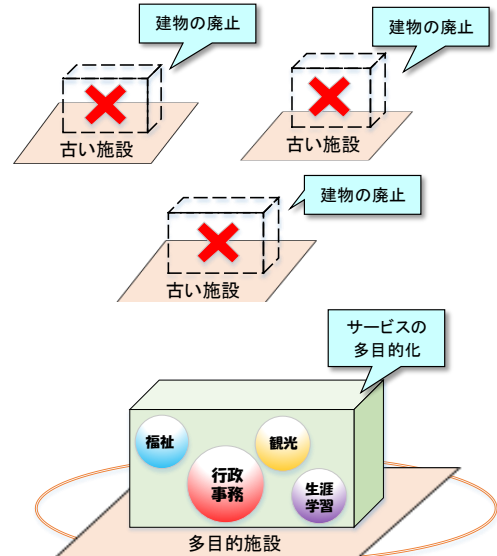 建物の廃止
古い施設
建物の廃止
古い施設
建物の廃止
古い施設
サービスの
多目的化
福祉
行政
事務
観光
生涯
学習
多目的施設